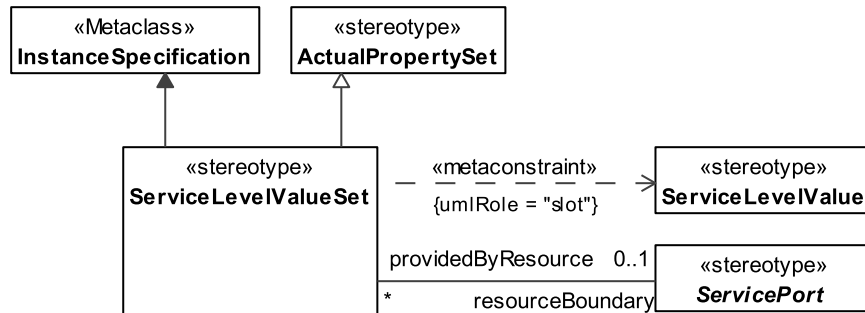 «Metaclass»
InstanceSpecification
«stereotype»
ActualPropertySet
«stereotype»
ServiceLevelValueSet
«metaconstraint»
{umlRole = "slot"}
«stereotype»
ServiceLevelValue
providedByResource 0..1
* resourceBoundary
«stereotype»
ServicePort